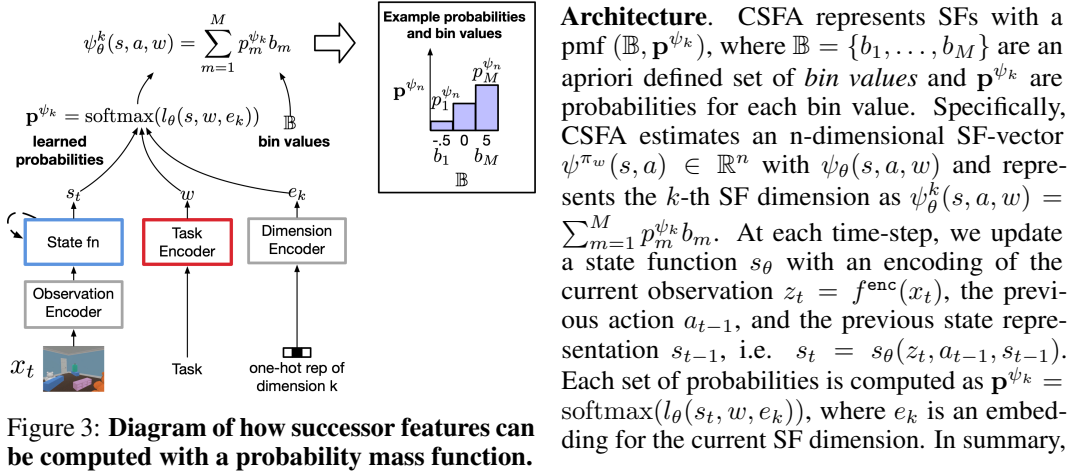 ψ_θ^k(s, a, w) = ∑_{m=1}^{M} p_m^{ψ_k} b_m
p^{ψ_k} = softmax(l_θ(s, w, e_k))
learned
probabilities
𝔹
bin values
s_t
w
e_k
State fn
Task
Encoder
Dimension
Encoder
Observation
Encoder
x_t
Task
one-hot rep of
dimension k
Example probabilities
and bin values
p^{ψ_n}
p_1^{ψ_n}
p_M^{ψ_n}
-.5 0 5
b_1 b_M
𝔹
Figure 3: Diagram of how successor features can
be computed with a probability mass function.
Architecture. CSFA represents SFs with a
pmf (𝔹, p^{ψ_k}), where 𝔹 = {b_1, . . . , b_M} are an
apriori defined set of bin values and p^{ψ_k} are
probabilities for each bin value. Specifically,
CSFA estimates an n-dimensional SF-vector
ψ^{π_w}(s, a) ∈ ℝ^n with ψ_θ(s, a, w) and repre-
sents the k-th SF dimension as ψ_θ^k(s, a, w) =
∑_{m=1}^{M} p_m^{ψ_k} b_m. At each time-step, we update
a state function s_θ with an encoding of the
current observation z_t = f^{enc}(x_t), the previ-
ous action a_{t−1}, and the previous state repre-
sentation s_{t−1}, i.e. s_t = s_θ(z_t, a_{t−1}, s_{t−1}).
Each set of probabilities is computed as p^{ψ_k} =
softmax(l_θ(s_t, w, e_k)), where e_k is an embed-
ding for the current SF dimension. In summary,